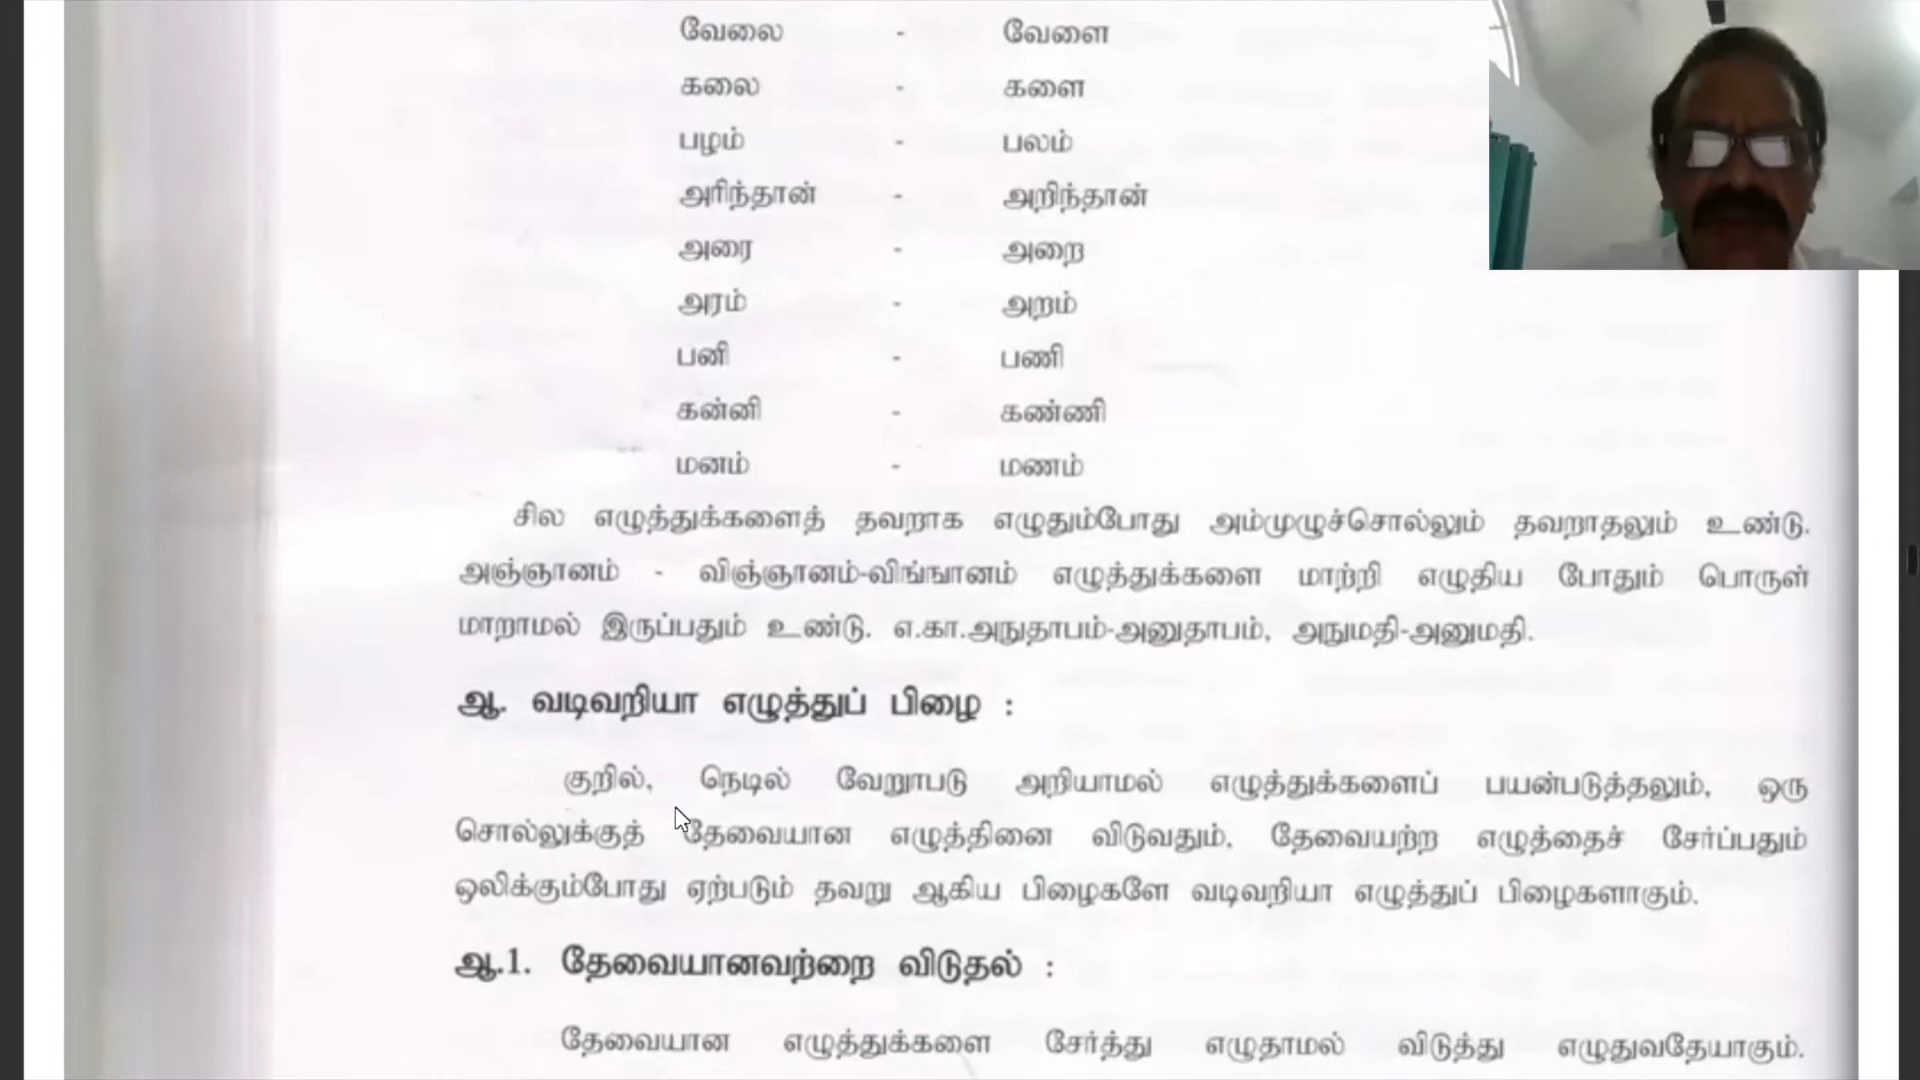 வேலை - வேளை
கலை - களை
பழம் - பலம்
அரிந்தான் - அறிந்தான்
அரை - அறை
அரம் - அறம்
பனி - பணி
கன்னி - கண்ணி
மனம் - மணம்
சில எழுத்துக்களைத் தவறாக எழுதும்போது அம்முழுச்சொல்லும் தவறாதலும் உண்டு.
அஞ்ஞானம் - விஞ்ஞானம்-விங்ஙானம் எழுத்துக்களை மாற்றி எழுதிய போதும் பொருள்
மாறாமல் இருப்பதும் உண்டு. எ.கா.அநுதாபம்-அனுதாபம், அநுமதி-அனுமதி.
ஆ. வடிவறியா எழுத்துப் பிழை :
குறில், நெடில் வேறுாபடு அறியாமல் எழுத்துக்களைப் பயன்படுத்தலும், ஒரு
சொல்லுக்குத் தேவையான எழுத்தினை விடுவதும், தேவையற்ற எழுத்தைச் சேர்ப்பதும்
ஒலிக்கும்போது ஏற்படும் தவறு ஆகிய பிழைகளே வடிவறியா எழுத்துப் பிழைகளாகும்.
ஆ.1. தேவையானவற்றை விடுதல் :
தேவையான எழுத்துக்களை சேர்த்து எழுதாமல் விடுத்து எழுதுவதேயாகும்.